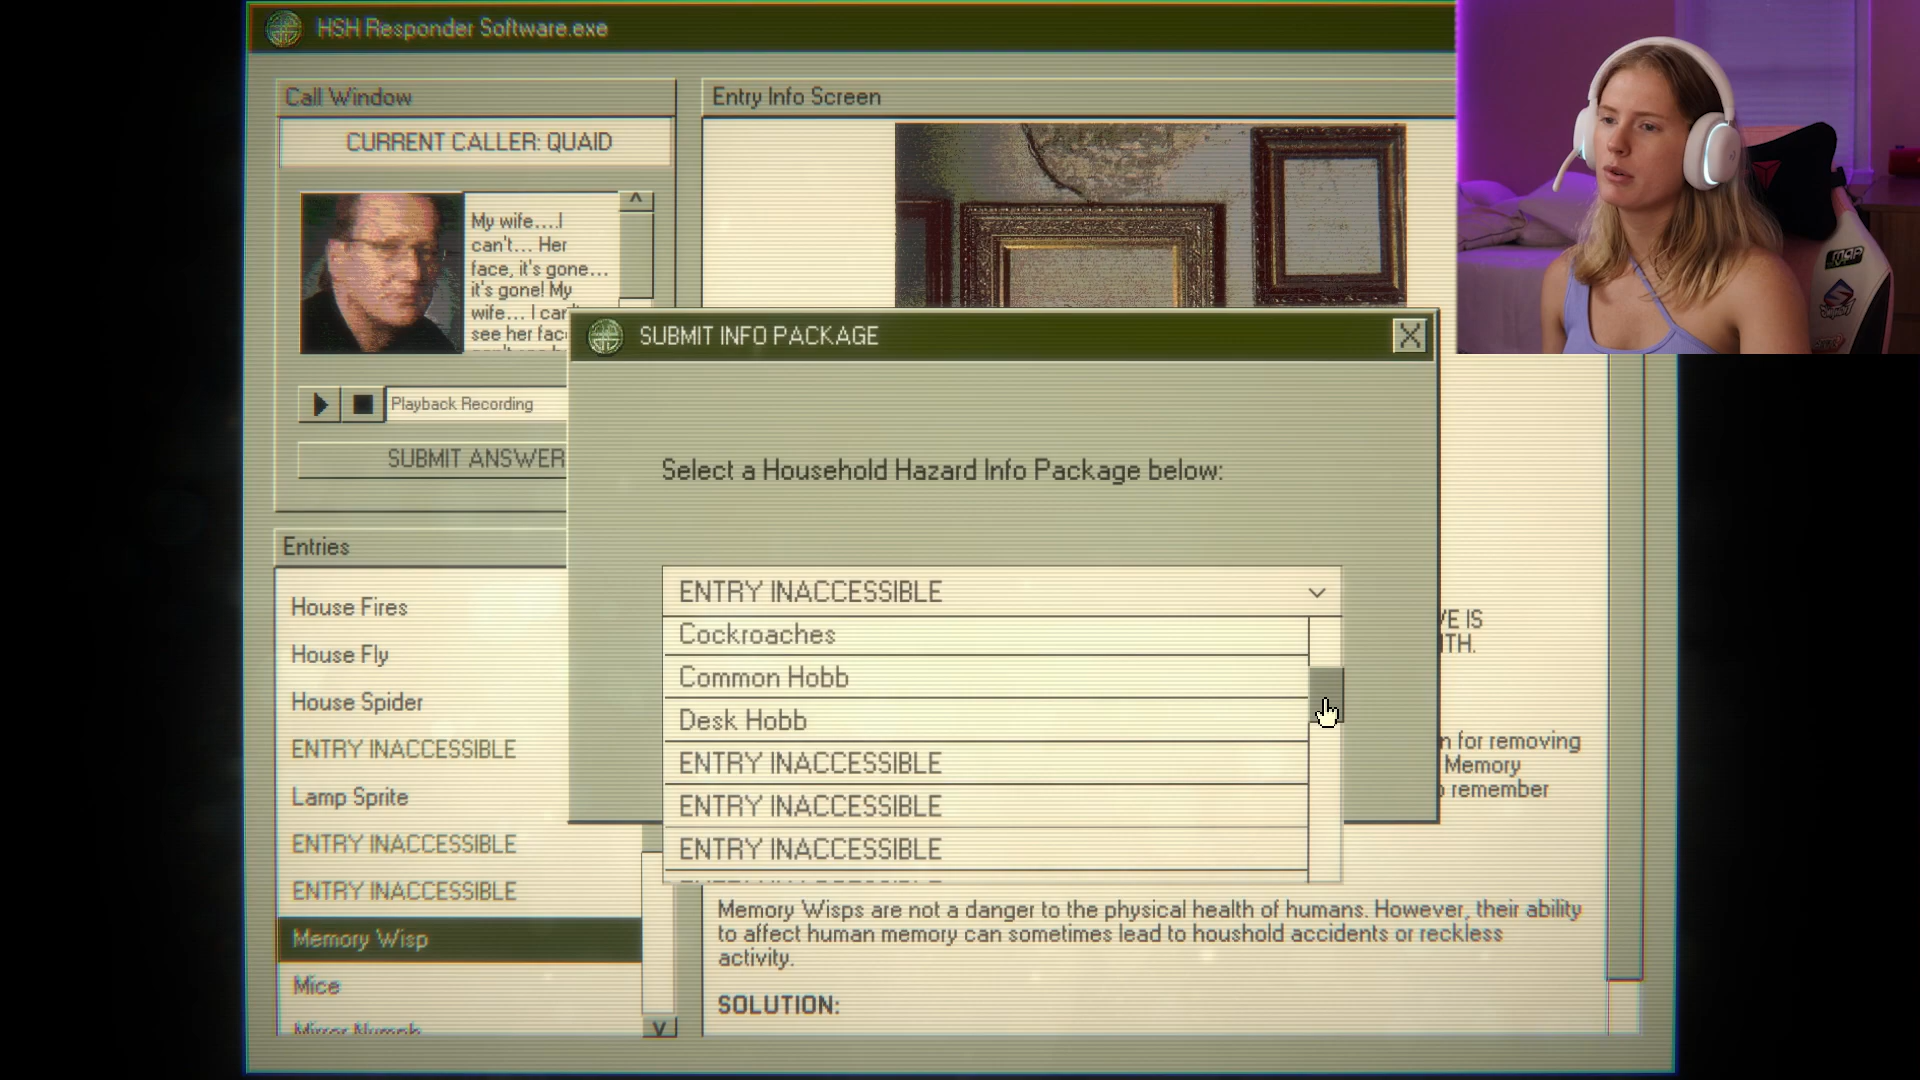 HSH Responder Software.exe
Call Window
CURRENT CALLER: QUAID
My wife....I
can't... Her
face, it's gone...
it's gone! My
wife... I can
see her face
Playback Recording
SUBMIT ANSWER
Entries
House Fires
House Fly
House Spider
ENTRY INACCESSIBLE
Lamp Sprite
ENTRY INACCESSIBLE
ENTRY INACCESSIBLE
Memory Wisp
Mice
Mirror Nymph
Entry Info Screen
SUBMIT INFO PACKAGE
Select a Household Hazard Info Package below:
ENTRY INACCESSIBLE
Cockroaches
Common Hobb
Desk Hobb
ENTRY INACCESSIBLE
ENTRY INACCESSIBLE
ENTRY INACCESSIBLE
IS
n for removing
Memory
remember
Memory Wisps are not a danger to the physical health of humans. However, their ability
to affect human memory can sometimes lead to houshold accidents or reckless
activity.
SOLUTION: